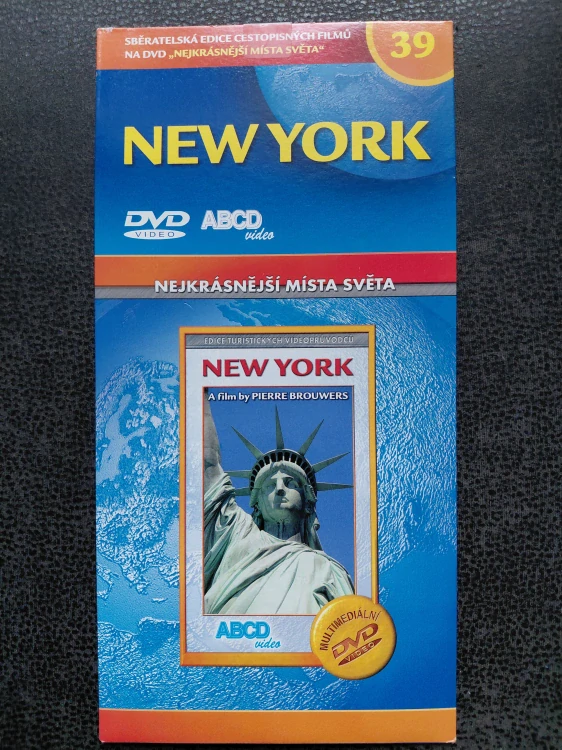 SBĚRATELSKÁ EDICE CESTOPISNÝCH FILMŮ
NA DVD „NEJKRÁSNĚJŠÍ MÍSTA SVĚTA“
39
NEW YORK
DVD
VIDEO
ABCD
video
NEJKRÁSNĚJŠÍ MÍSTA SVĚTA
EDICE TURISTICKÝCH VIDEOPRŮVODCŮ
NEW YORK
A film by PIERRE BROUWERS
ABCD
video
MULTIMEDIÁLNÍ
DVD
VIDEO